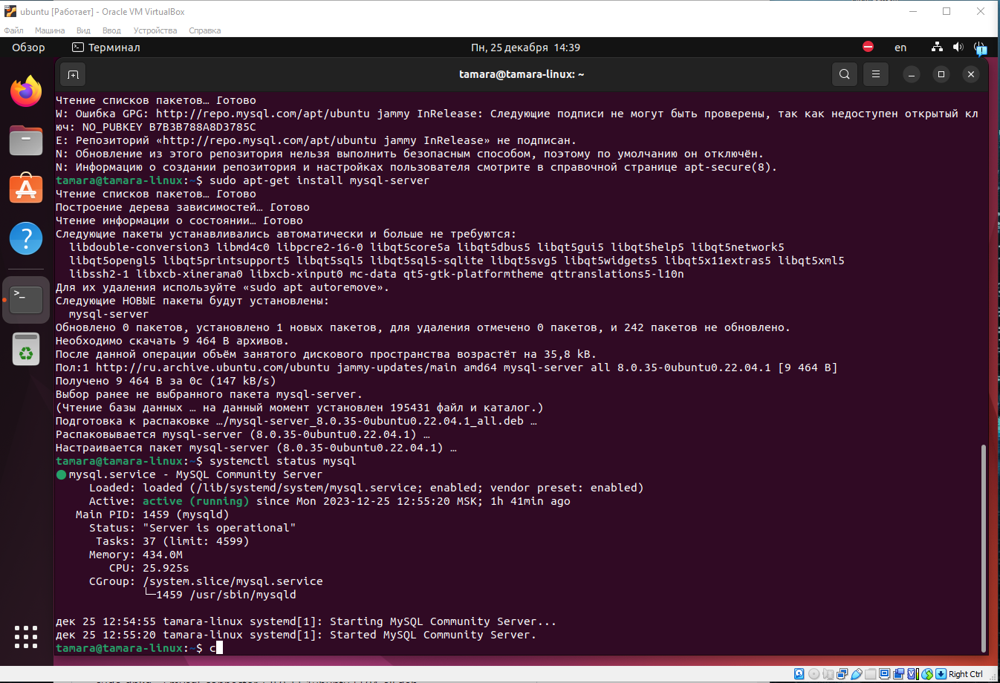 ubuntu [Работает] - Oracle VM VirtualBox
Файл Машина Вид Ввод Устройства Справка
Обзор Терминал Пн, 25 декабря 14:39 en
tamara@tamara-linux: ~
Чтение списков пакетов… Готово
W: Ошибка GPG: http://repo.mysql.com/apt/ubuntu jammy InRelease: Следующие подписи не могут быть проверены, так как недоступен открытый кл
юч: NO_PUBKEY B7B3B788A8D3785C
E: Репозиторий «http://repo.mysql.com/apt/ubuntu jammy InRelease» не подписан.
N: Обновление из этого репозитория нельзя выполнить безопасным способом, поэтому по умолчанию он отключён.
N: Информацию о создании репозитория и настройках пользователя смотрите в справочной странице apt-secure(8).
tamara@tamara-linux:~$ sudo apt-get install mysql-server
Чтение списков пакетов… Готово
Построение дерева зависимостей… Готово
Чтение информации о состоянии… Готово
Следующие пакеты устанавливались автоматически и больше не требуются:
libdouble-conversion3 libmd4c0 libpcre2-16-0 libqt5core5a libqt5dbus5 libqt5gui5 libqt5help5 libqt5network5
libqt5opengl5 libqt5printsupport5 libqt5sql5 libqt5sql5-sqlite libqt5svg5 libqt5widgets5 libqt5x11extras5 libqt5xml5
libssh2-1 libxcb-xinerama0 libxcb-xinput0 mc-data qt5-gtk-platformtheme qttranslations5-l10n
Для их удаления используйте «sudo apt autoremove».
Следующие НОВЫЕ пакеты будут установлены:
mysql-server
Обновлено 0 пакетов, установлено 1 новых пакетов, для удаления отмечено 0 пакетов, и 242 пакетов не обновлено.
Необходимо скачать 9 464 B архивов.
После данной операции объём занятого дискового пространства возрастёт на 35,8 kB.
Пол:1 http://ru.archive.ubuntu.com/ubuntu jammy-updates/main amd64 mysql-server all 8.0.35-0ubuntu0.22.04.1 [9 464 B]
Получено 9 464 B за 0с (147 kB/s)
Выбор ранее не выбранного пакета mysql-server.
(Чтение базы данных … на данный момент установлен 195431 файл и каталог.)
Подготовка к распаковке …/mysql-server_8.0.35-0ubuntu0.22.04.1_all.deb …
Распаковывается mysql-server (8.0.35-0ubuntu0.22.04.1) …
Настраивается пакет mysql-server (8.0.35-0ubuntu0.22.04.1) …
tamara@tamara-linux:~$ systemctl status mysql
mysql.service - MySQL Community Server
Loaded: loaded (/lib/systemd/system/mysql.service; enabled; vendor preset: enabled)
Active: active (running) since Mon 2023-12-25 12:55:20 MSK; 1h 41min ago
Main PID: 1459 (mysqld)
Status: "Server is operational"
Tasks: 37 (limit: 4599)
Memory: 434.0M
CPU: 25.925s
CGroup: /system.slice/mysql.service
└─1459 /usr/sbin/mysqld
дек 25 12:54:55 tamara-linux systemd[1]: Starting MySQL Community Server...
дек 25 12:55:20 tamara-linux systemd[1]: Started MySQL Community Server.
tamara@tamara-linux:~$ c
Right Ctrl